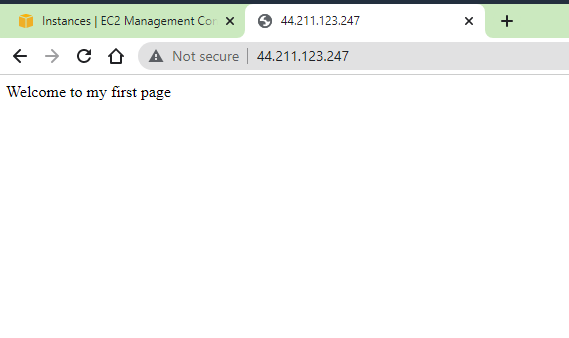 Instances | EC2 Management Con
44.211.123.247
Not secure
44.211.123.247
Welcome to my first page